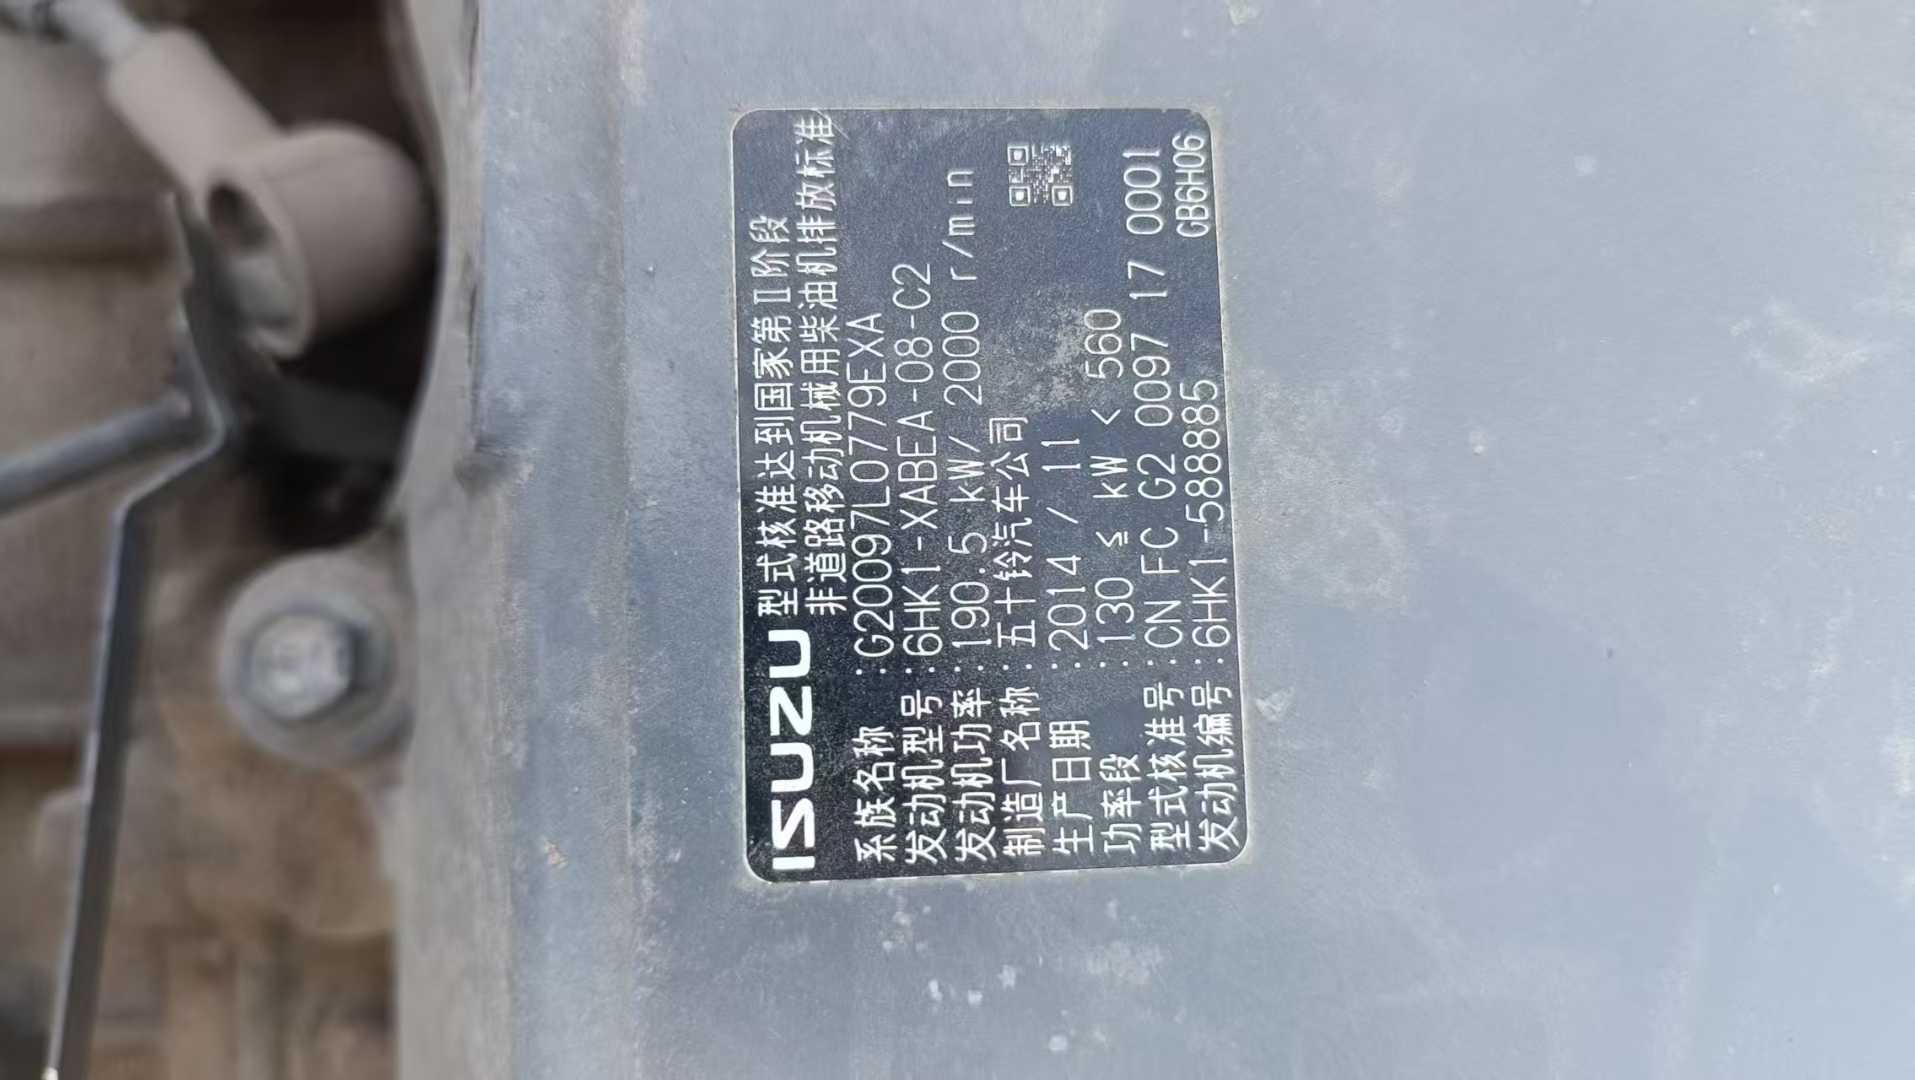 ISUZU 型式核准达到国家第Ⅱ阶段
非道路移动机械用柴油机排放标准
系族名称 :G20097L07779EXA
发动机型号:6HK1-XABEA-08-C2
发动机功率:190.5 kW/ 2000 r/min
制造厂名称:五十铃汽车公司
生产日期 :2014 / 11
功率段 :130 ≦ kW < 560
型式核准号:CN FC G2 0097 17 0001
发动机编号:6HK1-588885 GB6H06